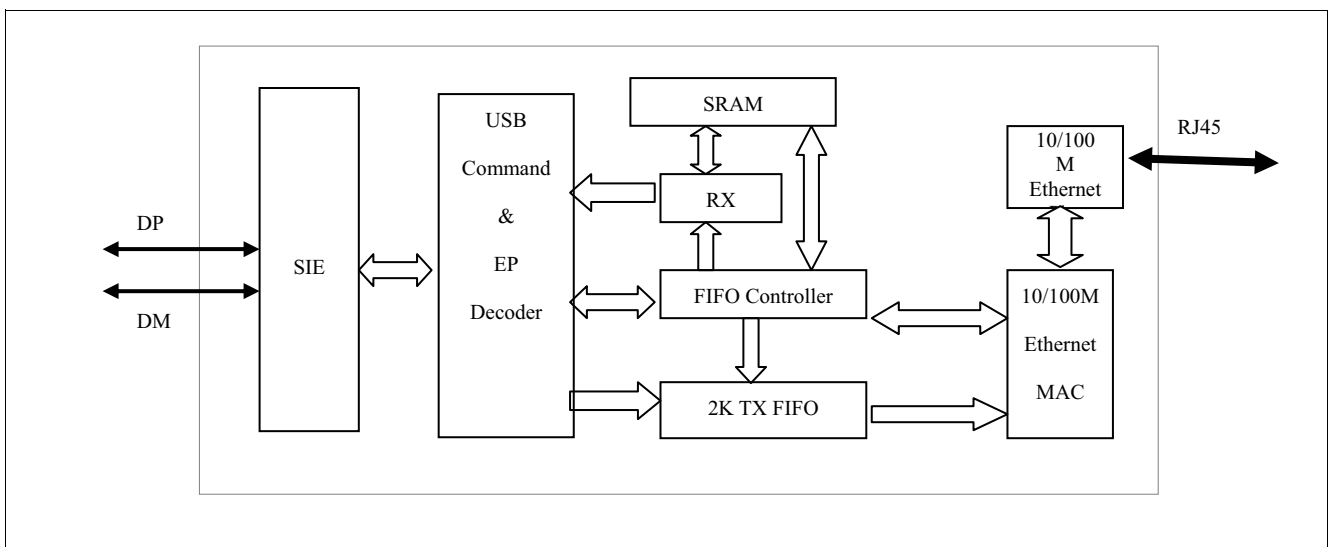 DP
DM
SIE
USB
Command
&
EP
Decoder
SRAM
RX
FIFO Controller
2K TX FIFO
10/100
M
Ethernet
10/100M
Ethernet
MAC
RJ45